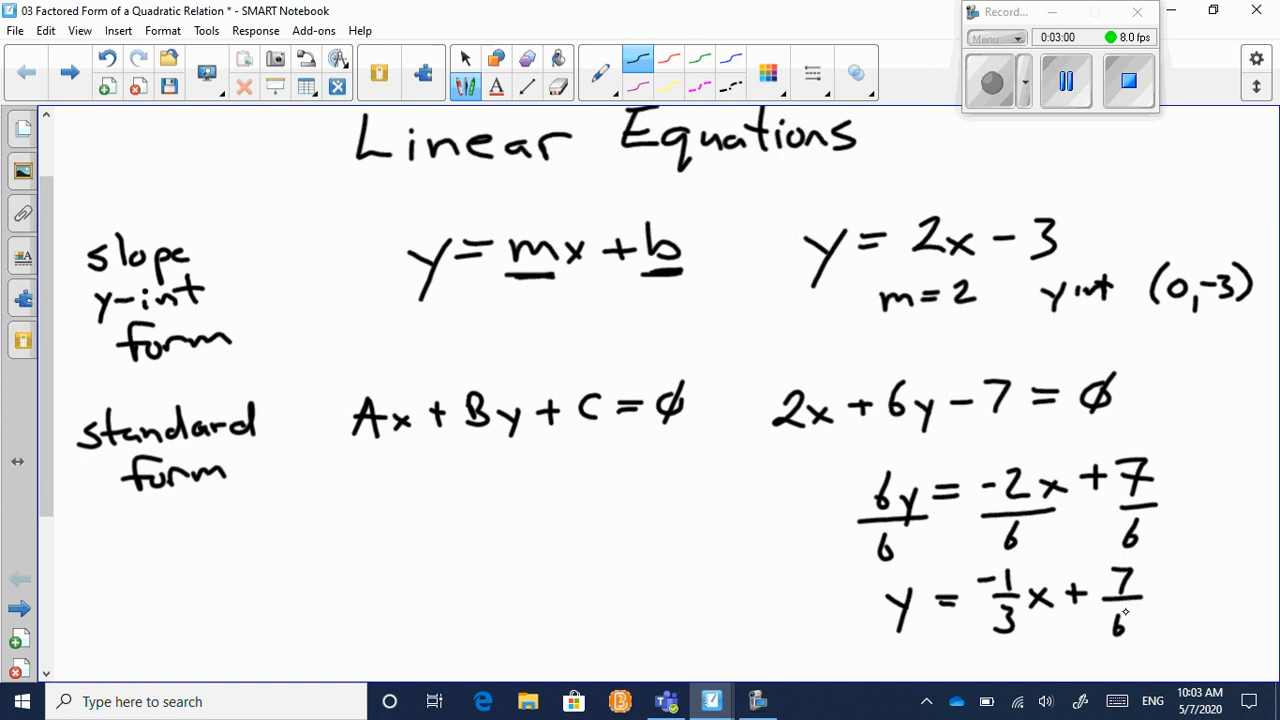 03 Factored Form of a Quadratic Relation * - SMART Notebook
File Edit View Insert Format Tools Response Add-ons Help
Record...
Menu
0:03:00
8.0 fps
Linear Equations
slope
y-int
form
y = mx + b
y = 2x - 3
m = 2 y int (0, -3)
standard
form
Ax + By + C = ∅
2x + 6y - 7 = ∅
6y/6 = -2x/6 + 7/6
y = -1/3 x + 7/6
Type here to search
ENG
10:03 AM
5/7/2020